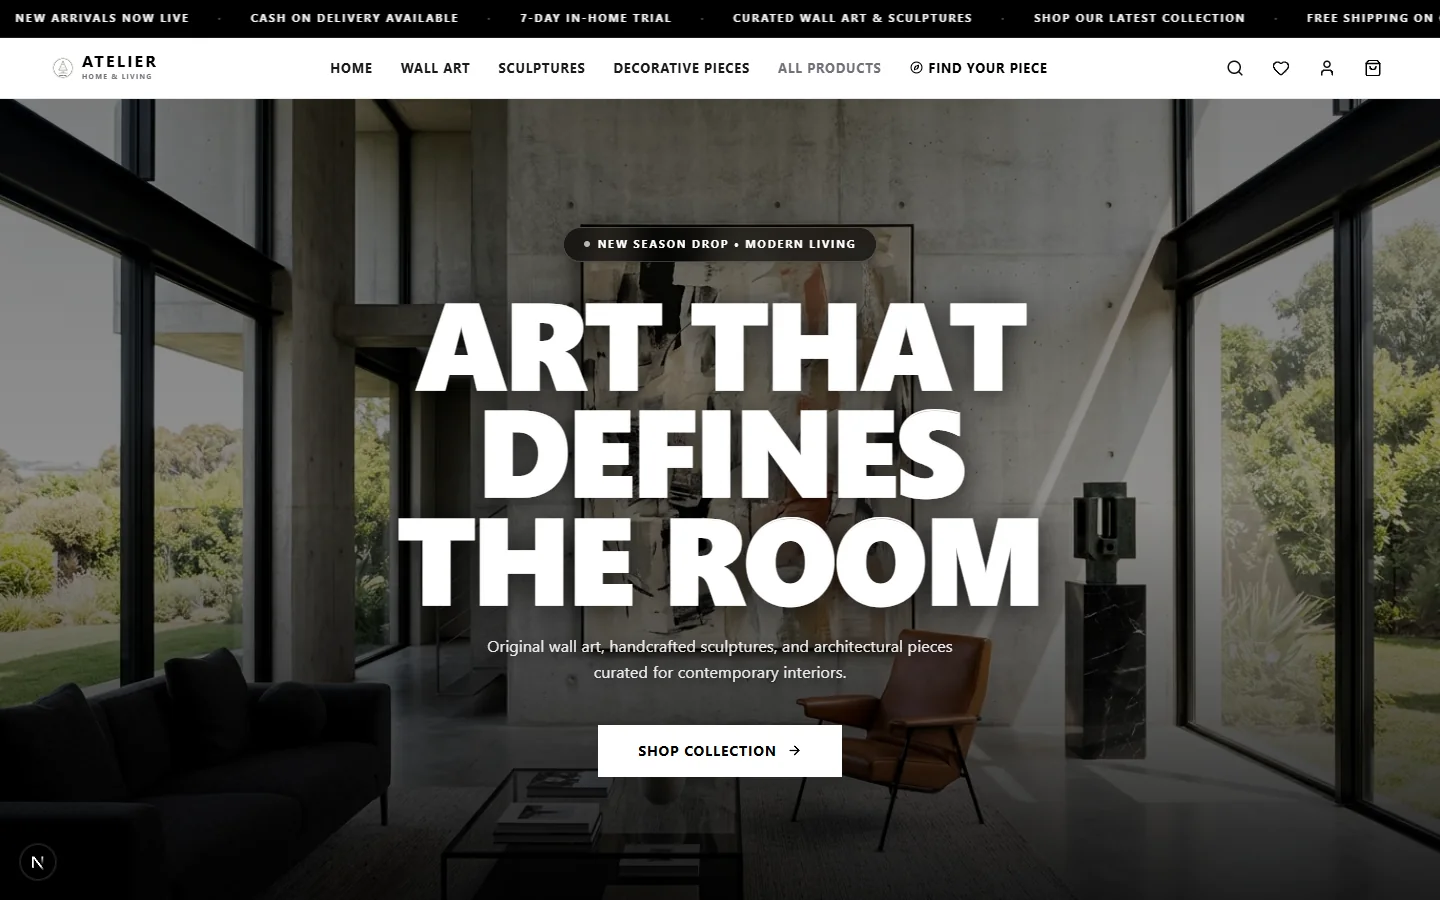 NEW ARRIVALS NOW LIVE • CASH ON DELIVERY AVAILABLE • 7-DAY IN-HOME TRIAL • CURATED WALL ART & SCULPTURES • SHOP OUR LATEST COLLECTION • FREE SHIPPING ON
ATELIER
HOME & LIVING
HOME WALL ART SCULPTURES DECORATIVE PIECES ALL PRODUCTS FIND YOUR PIECE
NEW SEASON DROP • MODERN LIVING
ART THAT
DEFINES
THE ROOM
Original wall art, handcrafted sculptures, and architectural pieces
curated for contemporary interiors.
SHOP COLLECTION →
N